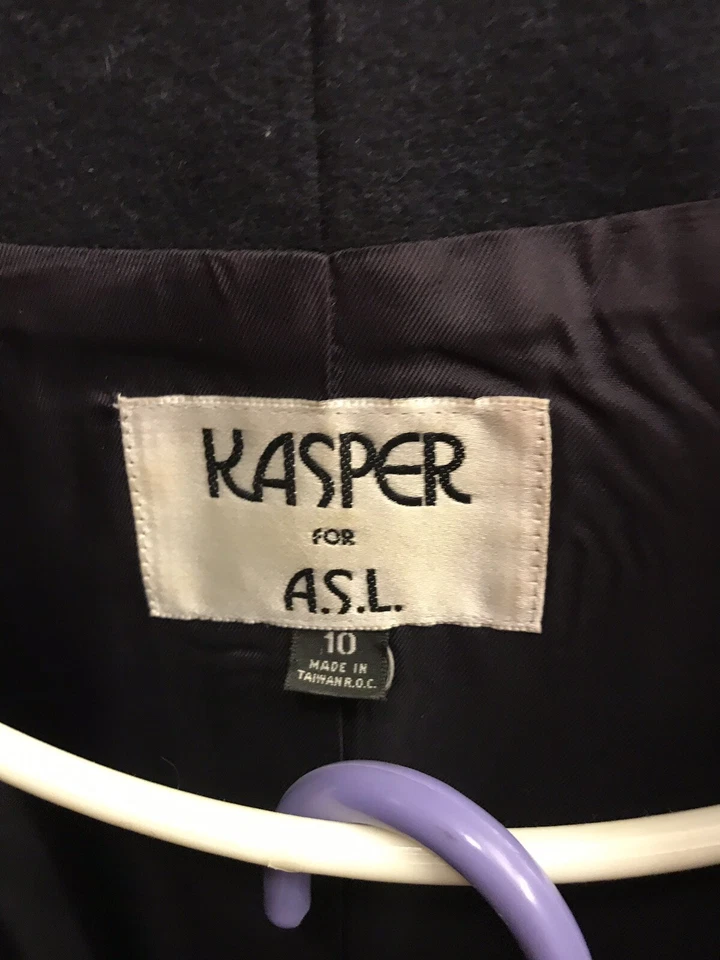 KASPER
FOR
A.S.L.
10
MADE IN
TAIWAN R.O.C.